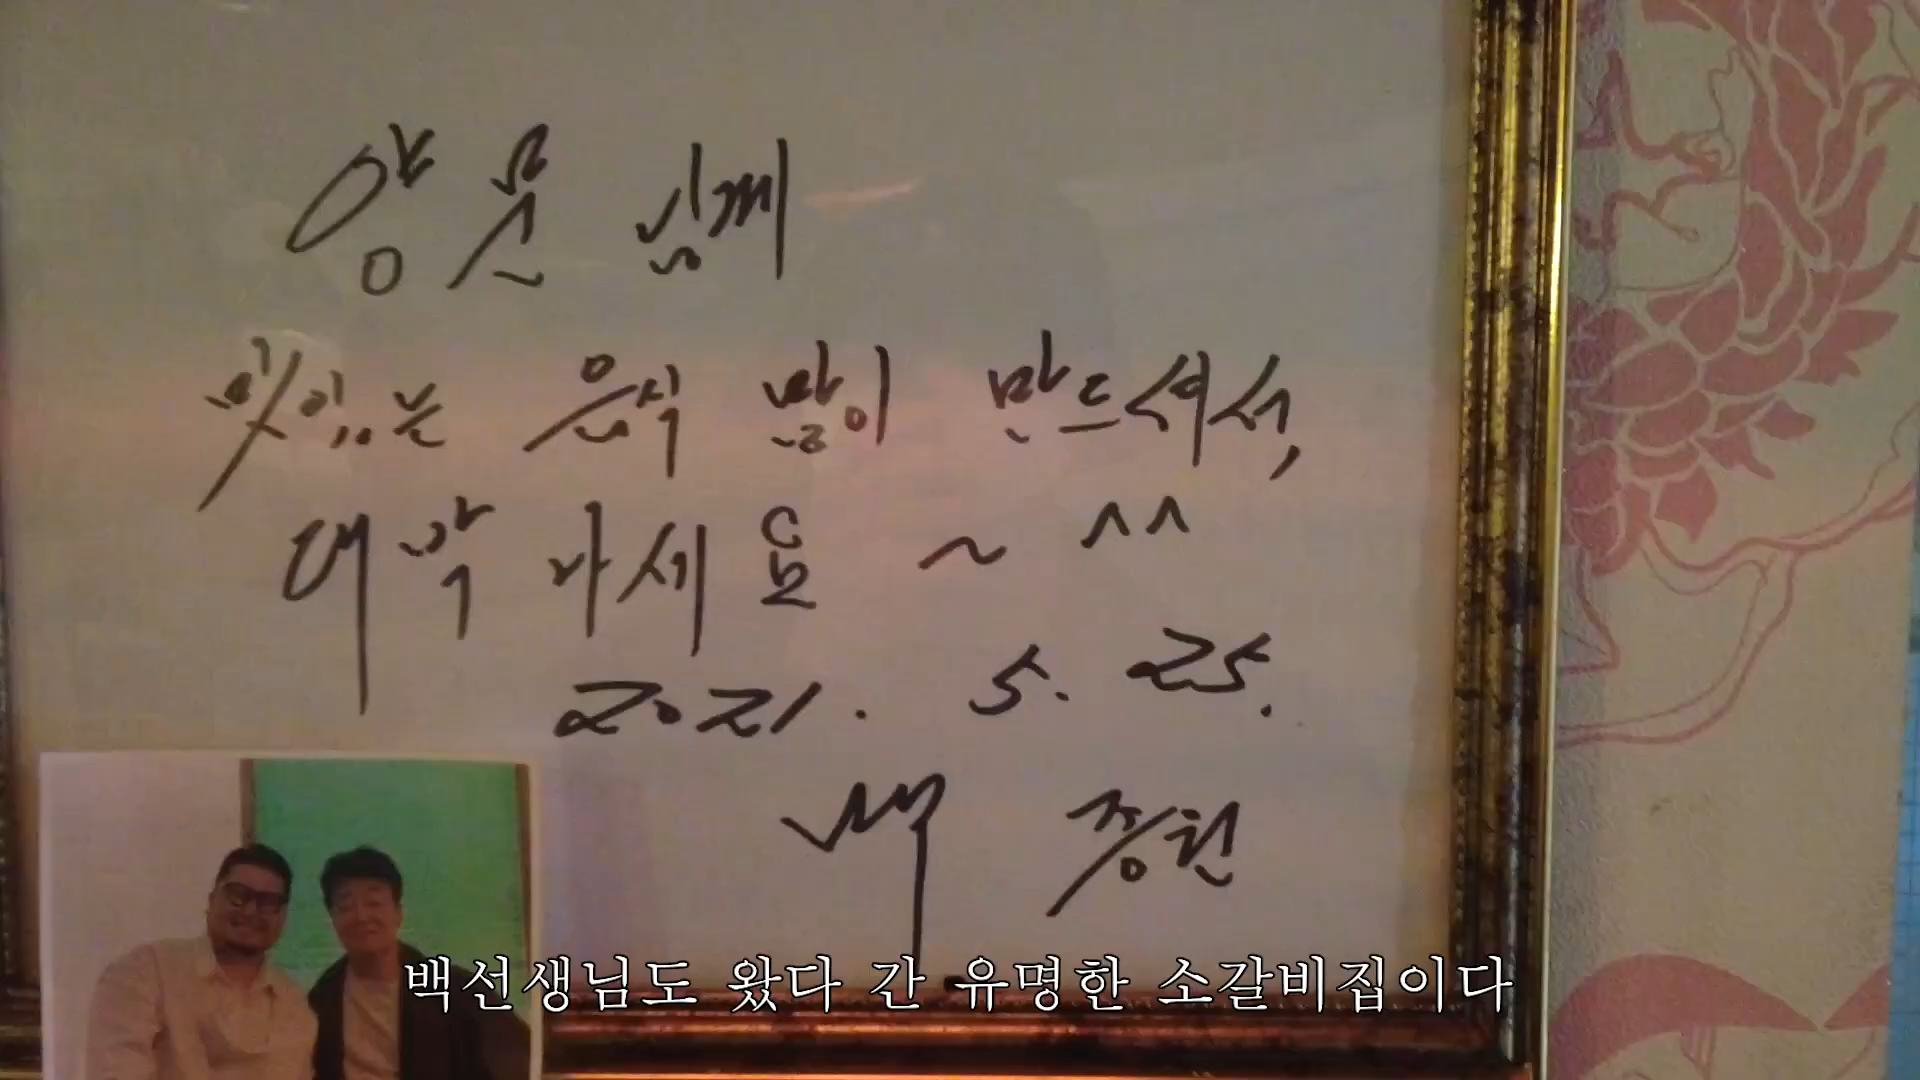 님께
맛있는 음식 많이 만드셔서,
대박 나세요 ~ ^^
2021. 5. 25.
백종원
백선생님도 왔다 간 유명한 소갈비집이다